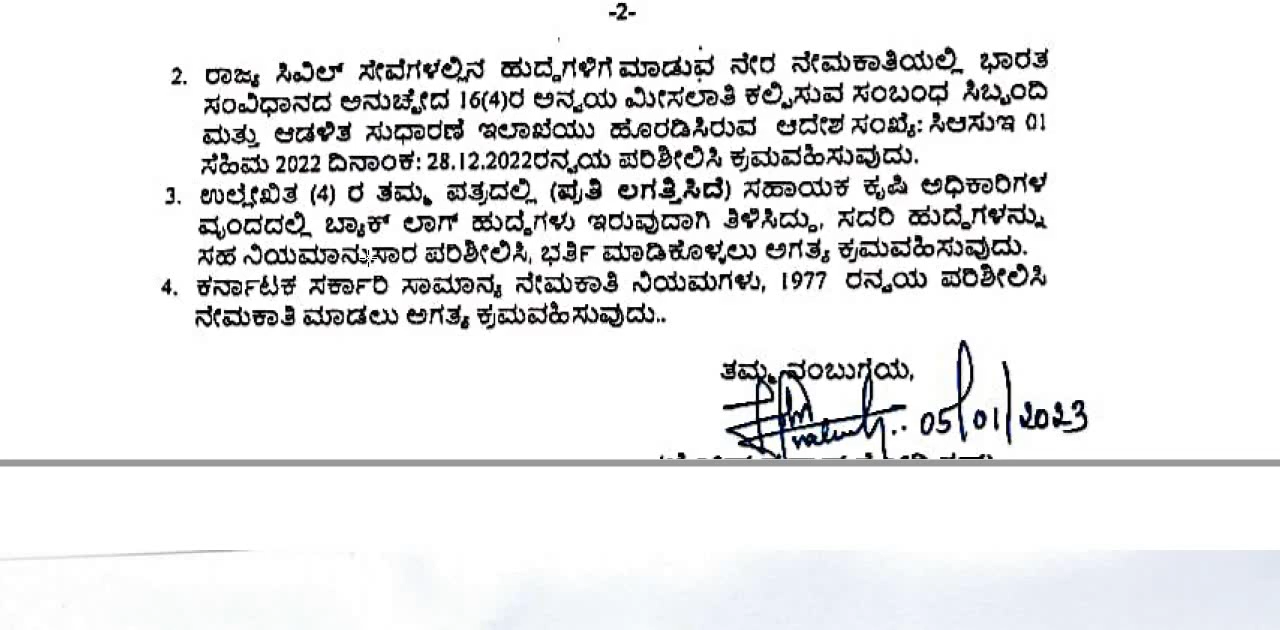 -2-
2. ರಾಜ್ಯ ಸಿವಿಲ್ ಸೇವೆಗಳಲ್ಲಿನ ಹುದ್ದೆಗಳಿಗೆ ಮಾಡುವ ನೇರ ನೇಮಕಾತಿಯಲ್ಲಿ ಭಾರತ
ಸಂವಿಧಾನದ ಅನುಚ್ಛೇದ 16(4)ರ ಅನ್ವಯ ಮೀಸಲಾತಿ ಕಲ್ಪಿಸುವ ಸಂಬಂಧ ಸಿಬ್ಬಂದಿ
ಮತ್ತು ಆಡಳಿತ ಸುಧಾರಣೆ ಇಲಾಖೆಯು ಹೊರಡಿಸಿರುವ ಆದೇಶ ಸಂಖ್ಯೆ: ಸಿಆಸುಇ 01
ಸೆಹಿಮ 2022 ದಿನಾಂಕ: 28.12.2022ರನ್ವಯ ಪರಿಶೀಲಿಸಿ ಕ್ರಮವಹಿಸುವುದು.
3. ಉಲ್ಲೇಖಿತ (4) ರ ತಮ್ಮ ಪತ್ರದಲ್ಲಿ (ಪ್ರತಿ ಲಗತ್ತಿಸಿದೆ) ಸಹಾಯಕ ಕೃಷಿ ಅಧಿಕಾರಿಗಳ
ವೃಂದದಲ್ಲಿ ಬ್ಯಾಕ್ ಲಾಗ್ ಹುದ್ದೆಗಳು ಇರುವುದಾಗಿ ತಿಳಿಸಿದ್ದು, ಸದರಿ ಹುದ್ದೆಗಳನ್ನು
ಸಹ ನಿಯಮಾನುಸಾರ ಪರಿಶೀಲಿಸಿ, ಭರ್ತಿ ಮಾಡಿಕೊಳ್ಳಲು ಅಗತ್ಯ ಕ್ರಮವಹಿಸುವುದು.
4. ಕರ್ನಾಟಕ ಸರ್ಕಾರಿ ಸಾಮಾನ್ಯ ನೇಮಕಾತಿ ನಿಯಮಗಳು, 1977 ರನ್ವಯ ಪರಿಶೀಲಿಸಿ
ನೇಮಕಾತಿ ಮಾಡಲು ಅಗತ್ಯ ಕ್ರಮವಹಿಸುವುದು..
ತಮ್ಮ ನಂಬುಗೆಯ,
05/01/2023